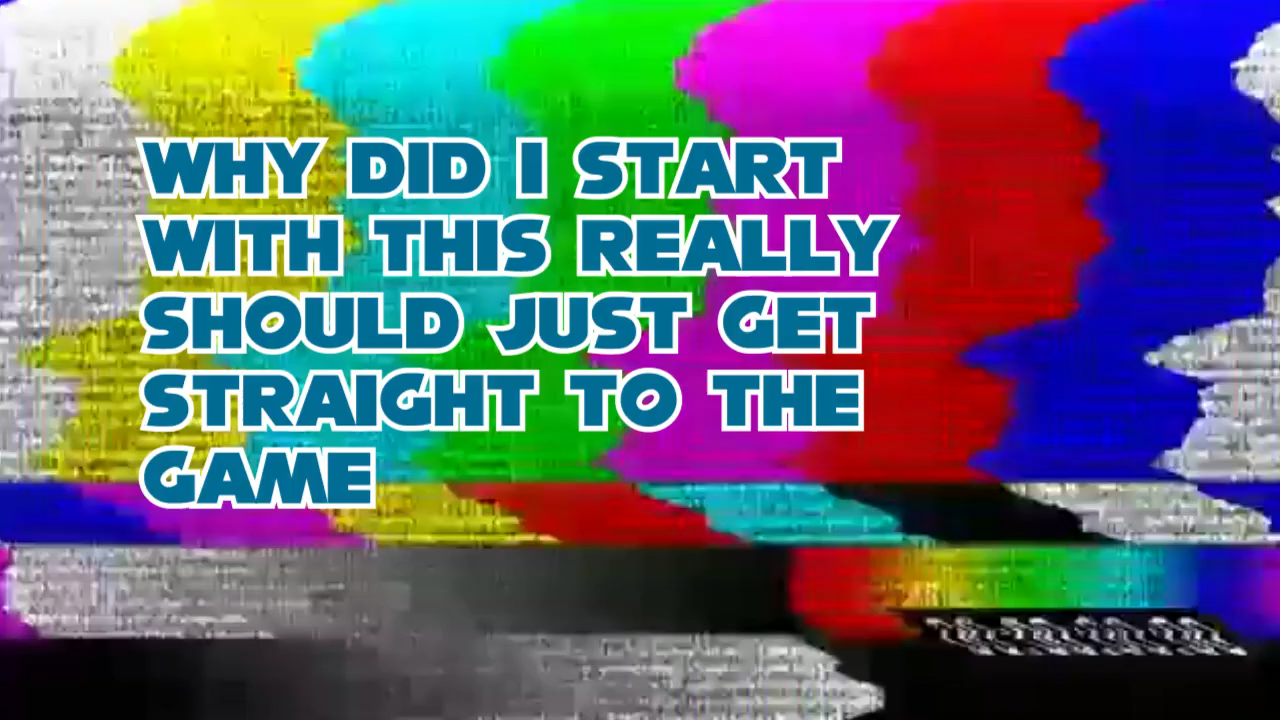 WHY DID I START
WITH THIS REALLY
SHOULD JUST GET
STRAIGHT TO THE
GAME